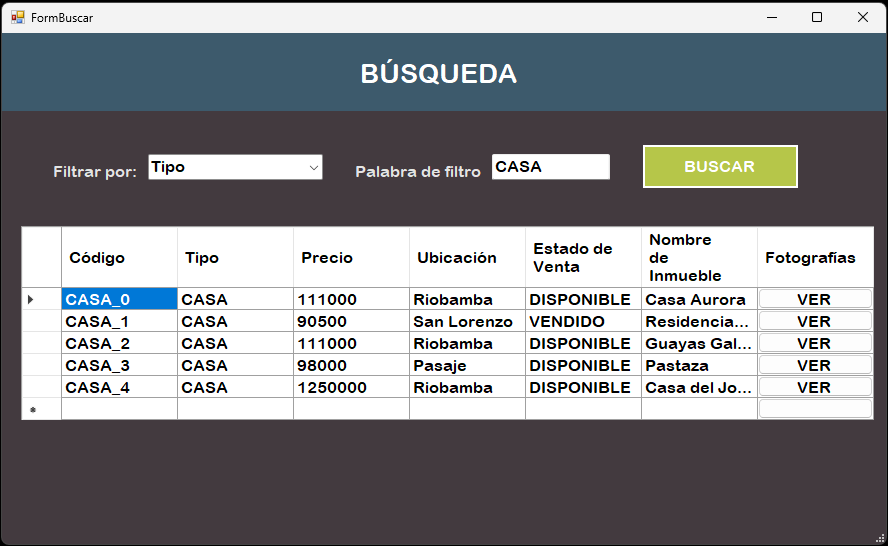 FormBuscar
BÚSQUEDA
Filtrar por: Tipo Palabra de filtro CASA BUSCAR
Código Tipo Precio Ubicación Estado de Venta Nombre de Inmueble Fotografías
CASA_0 CASA 111000 Riobamba DISPONIBLE Casa Aurora VER
CASA_1 CASA 90500 San Lorenzo VENDIDO Residencia... VER
CASA_2 CASA 111000 Riobamba DISPONIBLE Guayas Gal... VER
CASA_3 CASA 98000 Pasaje DISPONIBLE Pastaza VER
CASA_4 CASA 1250000 Riobamba DISPONIBLE Casa del Jo... VER